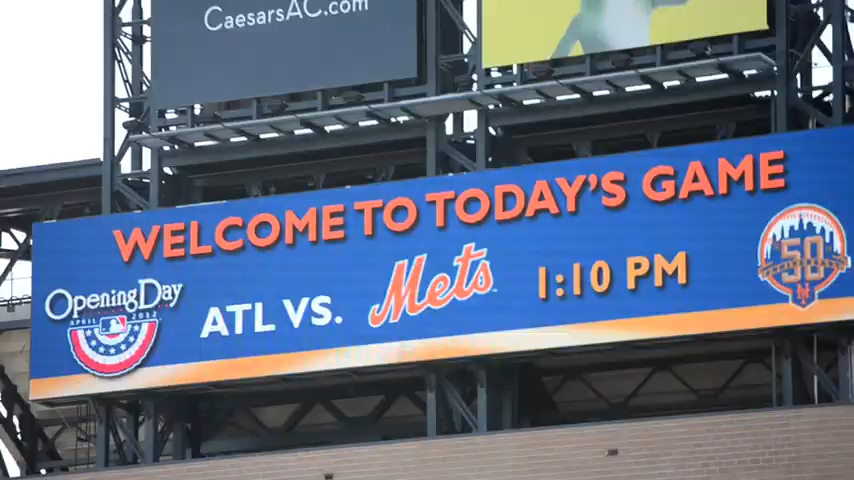 CaesarsAC.com
WELCOME TO TODAY'S GAME
Opening Day
APRIL 2012
ATL VS. Mets 1:10 PM
50